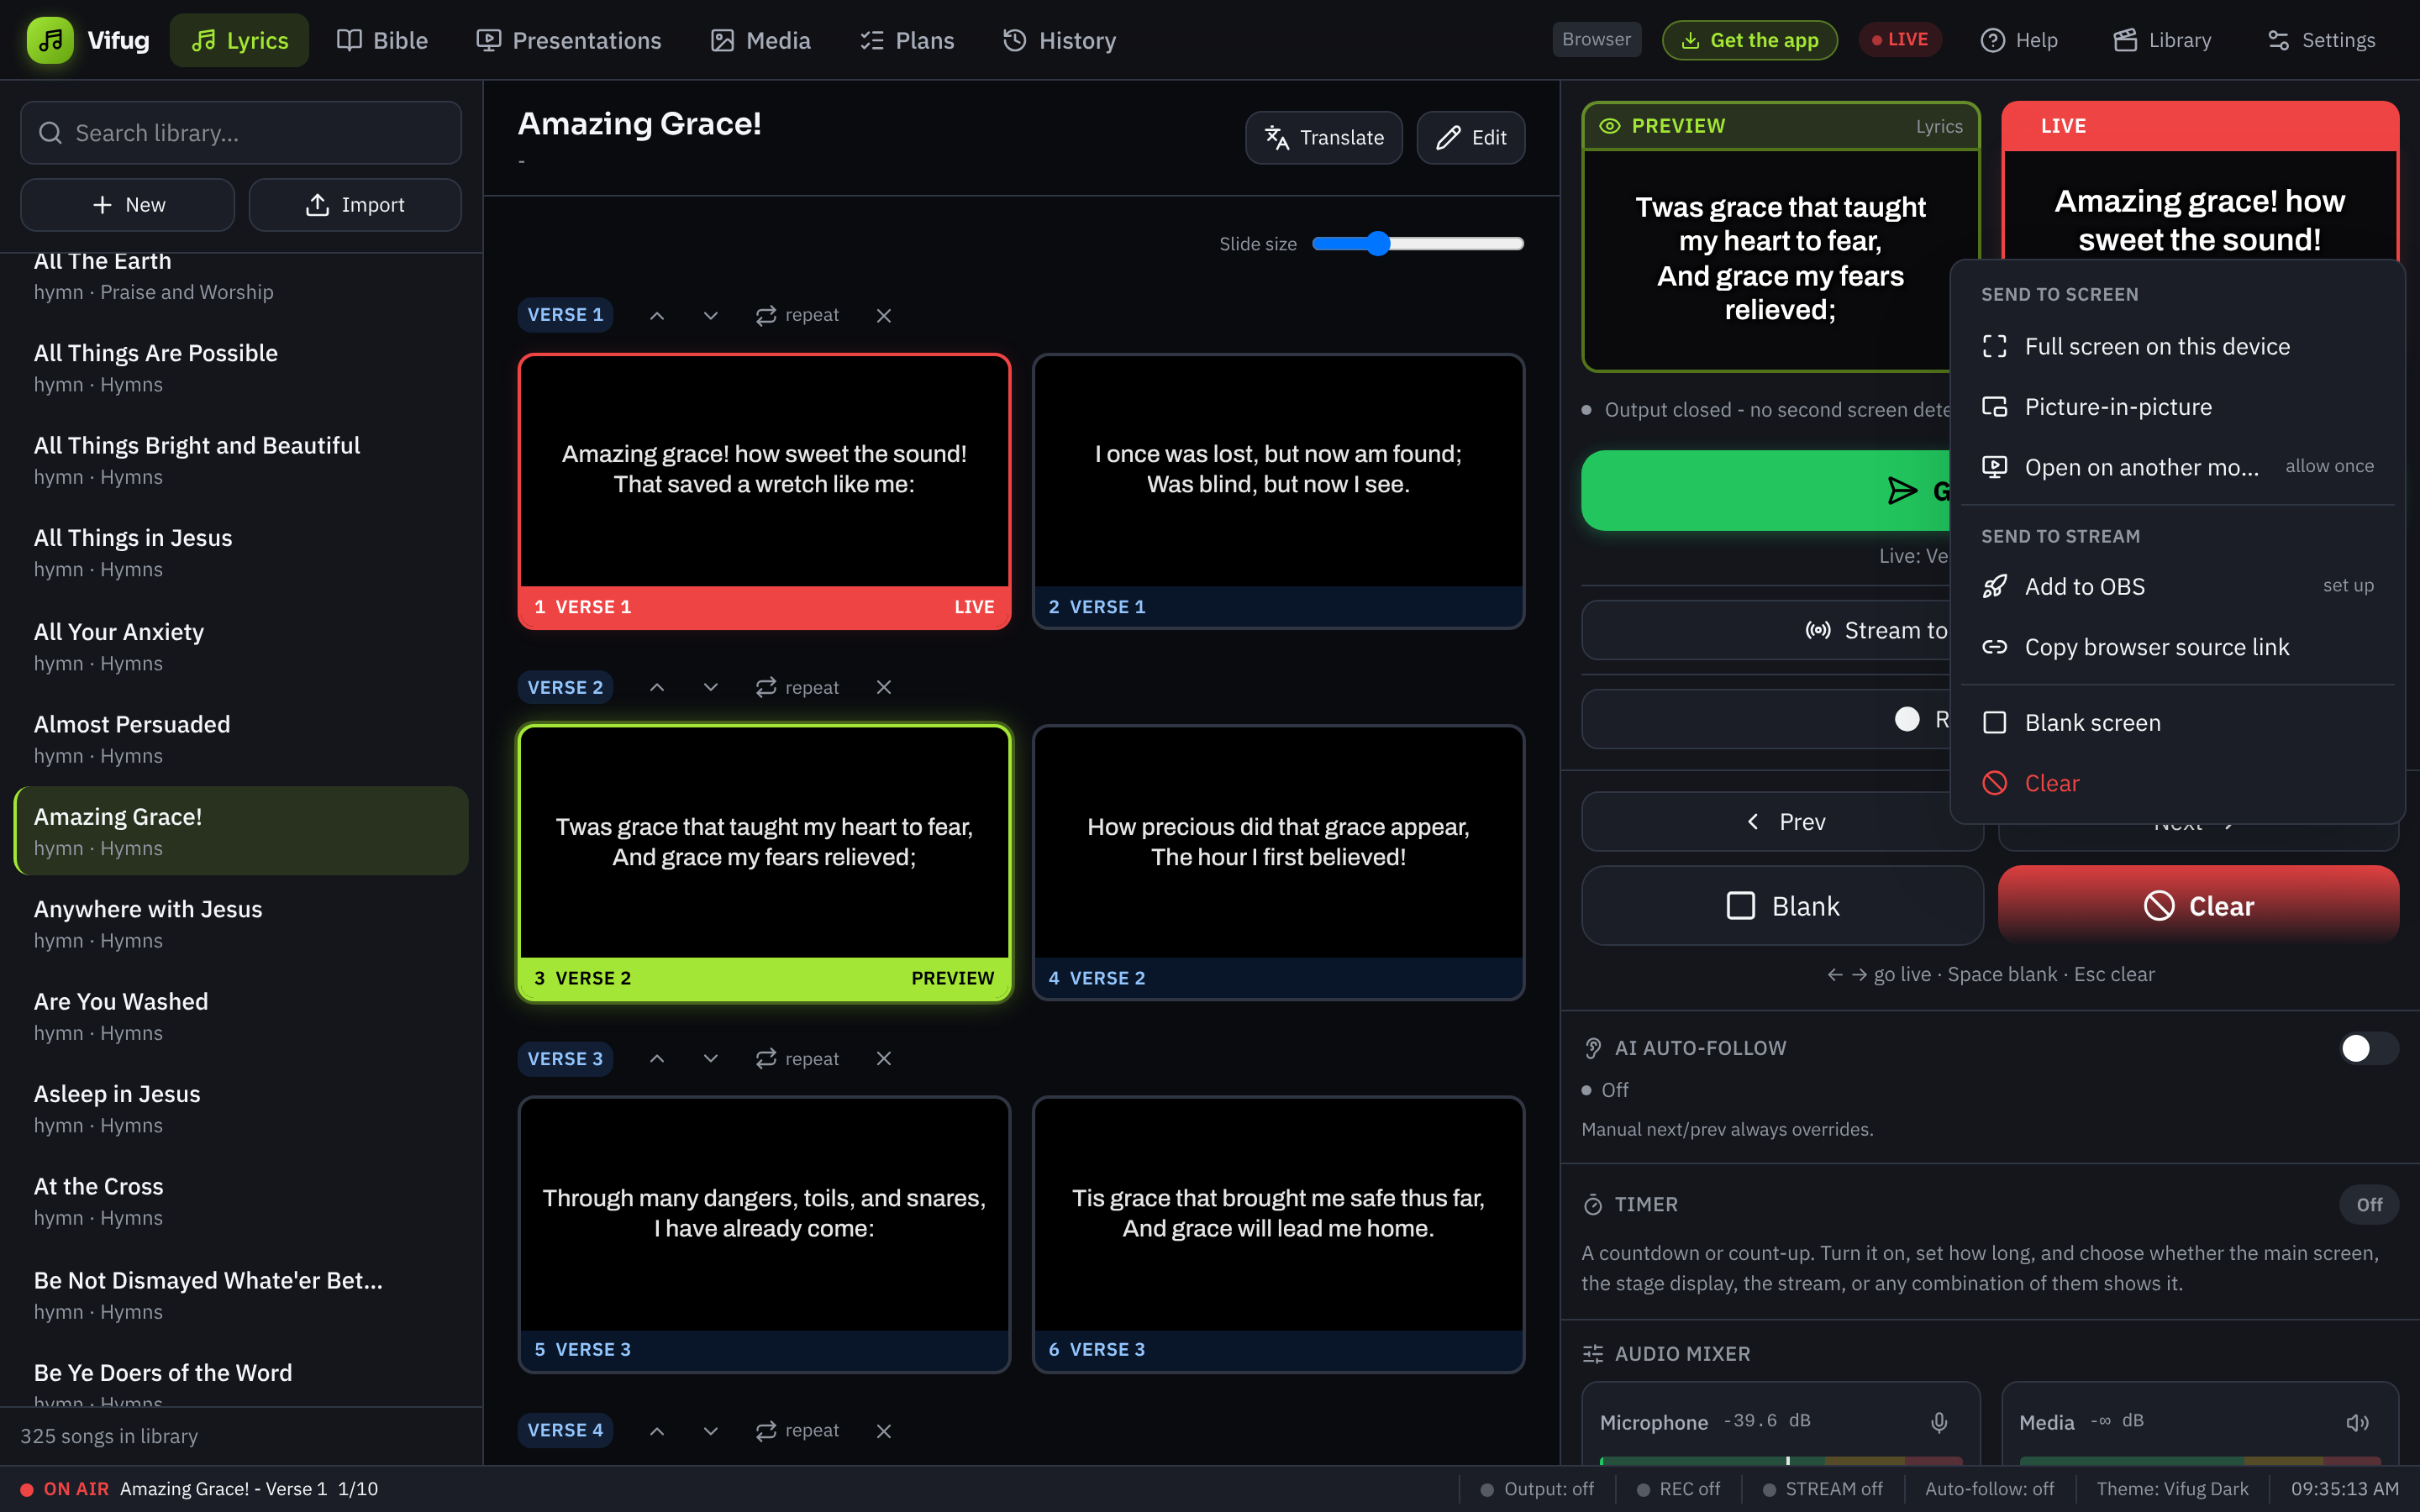 Vifug
Lyrics
Bible
Presentations
Media
Plans
History
Browser
Get the app
LIVE
Help
Library
Settings
Search library...
New
Import
All The Earth
hymn · Praise and Worship
All Things Are Possible
hymn · Hymns
All Things Bright and Beautiful
hymn · Hymns
All Things in Jesus
hymn · Hymns
All Your Anxiety
hymn · Hymns
Almost Persuaded
hymn · Hymns
Amazing Grace!
hymn · Hymns
Anywhere with Jesus
hymn · Hymns
Are You Washed
hymn · Hymns
Asleep in Jesus
hymn · Hymns
At the Cross
hymn · Hymns
Be Not Dismayed Whate'er Bet...
hymn · Hymns
Be Ye Doers of the Word
hymn · Hymns
325 songs in library
Amazing Grace!
-
Translate
Edit
Slide size
VERSE 1
repeat
Amazing grace! how sweet the sound!
That saved a wretch like me:
1 VERSE 1 LIVE
I once was lost, but now am found;
Was blind, but now I see.
2 VERSE 1
VERSE 2
repeat
Twas grace that taught my heart to fear,
And grace my fears relieved;
3 VERSE 2 PREVIEW
How precious did that grace appear,
The hour I first believed!
4 VERSE 2
VERSE 3
repeat
Through many dangers, toils, and snares,
I have already come:
5 VERSE 3
Tis grace that brought me safe thus far,
And grace will lead me home.
6 VERSE 3
VERSE 4
repeat
PREVIEW
Lyrics
Twas grace that taught
my heart to fear,
And grace my fears
relieved;
LIVE
Amazing grace! how
sweet the sound!
Output closed - no second screen dete
G
Live: Ve
Stream to
R
SEND TO SCREEN
Full screen on this device
Picture-in-picture
Open on another mo... allow once
SEND TO STREAM
Add to OBS set up
Copy browser source link
Blank screen
Clear
Prev
Next
Blank
Clear
← → go live · Space blank · Esc clear
AI AUTO-FOLLOW
Off
Manual next/prev always overrides.
TIMER
Off
A countdown or count-up. Turn it on, set how long, and choose whether the main screen,
the stage display, the stream, or any combination of them shows it.
AUDIO MIXER
Microphone -39.6 dB
Media -∞ dB
ON AIR Amazing Grace! - Verse 1 1/10
Output: off
REC off
STREAM off
Auto-follow: off
Theme: Vifug Dark
09:35:13 AM